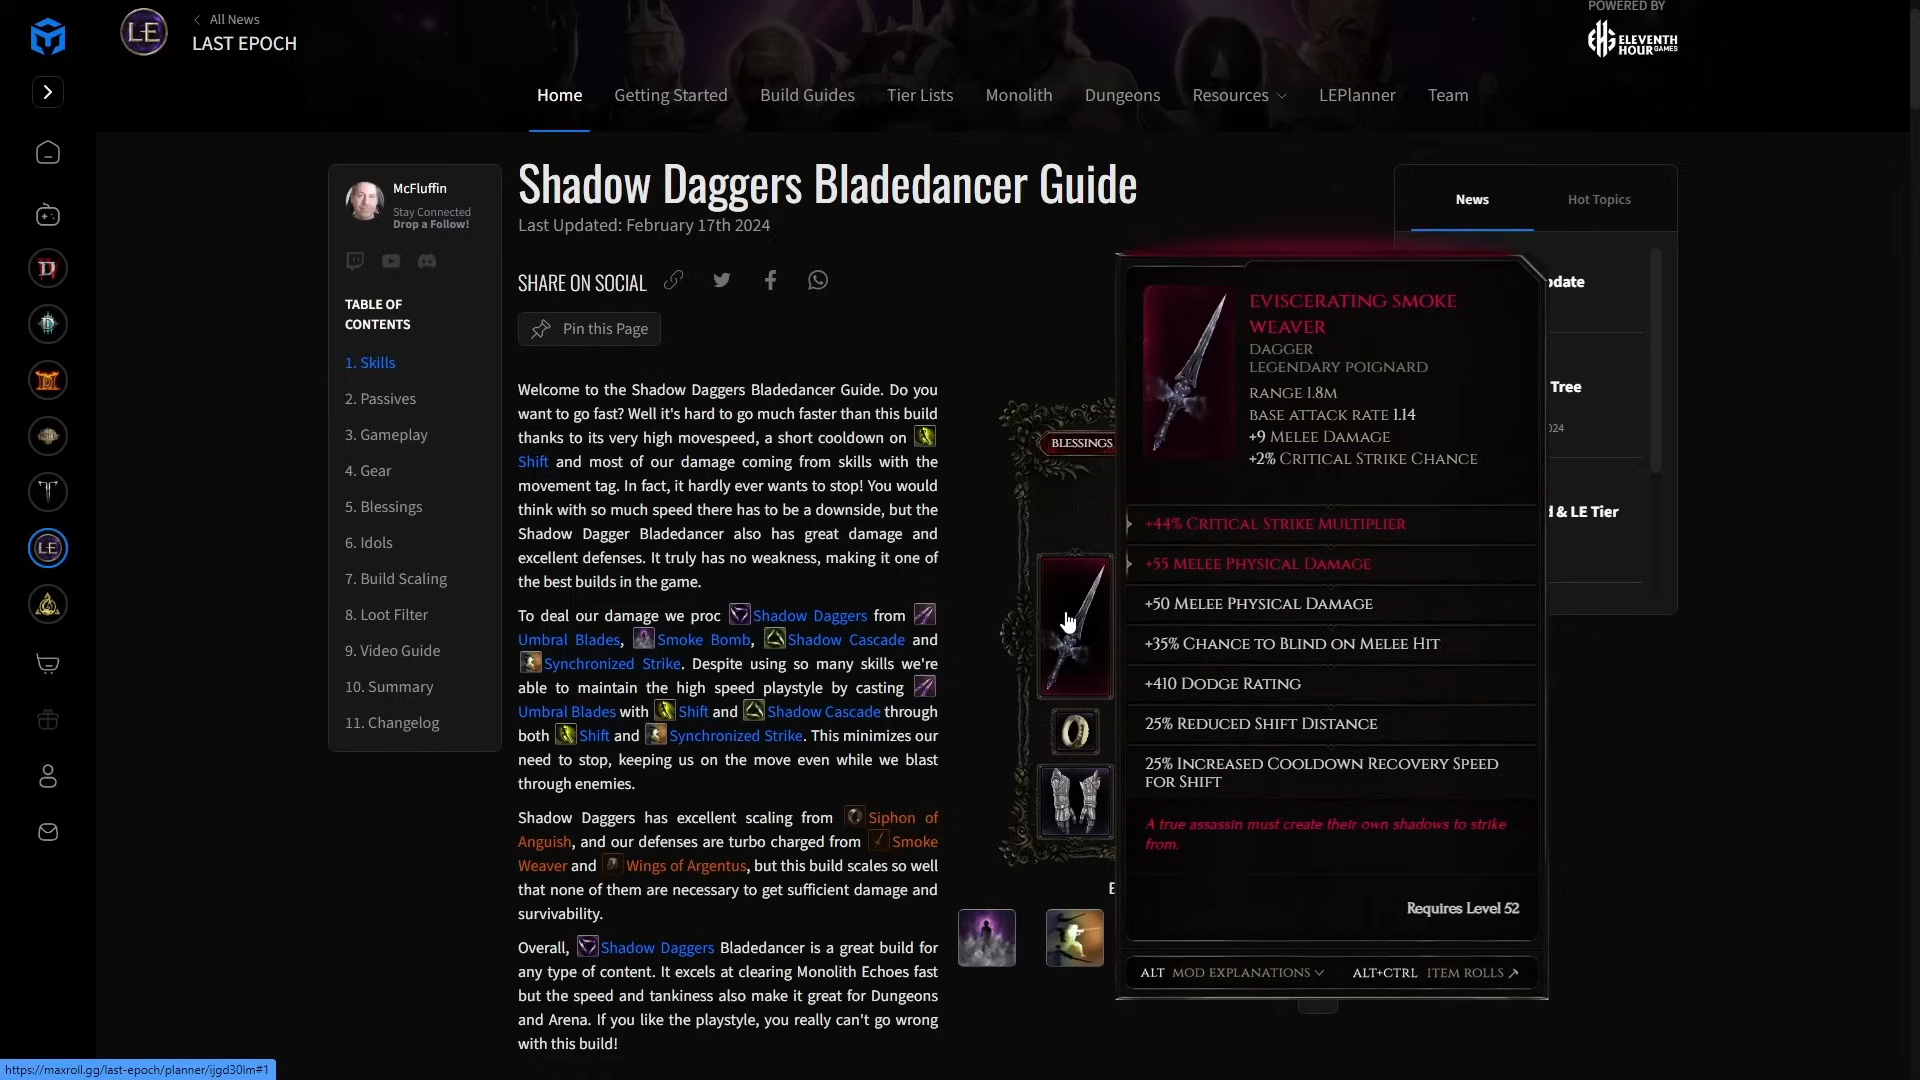 All News
LAST EPOCH
POWERED BY
ELEVENTH
HOUR GAMES
Home
Getting Started
Build Guides
Tier Lists
Monolith
Dungeons
Resources
LEPlanner
Team
McFluffin
Stay Connected
Drop a Follow!
TABLE OF
CONTENTS
1. Skills
2. Passives
3. Gameplay
4. Gear
5. Blessings
6. Idols
7. Build Scaling
8. Loot Filter
9. Video Guide
10. Summary
11. Changelog
Shadow Daggers Bladedancer Guide
Last Updated: February 17th 2024
SHARE ON SOCIAL
Pin this Page
Welcome to the Shadow Daggers Bladedancer Guide. Do you
want to go fast? Well it's hard to go much faster than this build
thanks to its very high movespeed, a short cooldown on
Shift and most of our damage coming from skills with the
movement tag. In fact, it hardly ever wants to stop! You would
think with so much speed there has to be a downside, but the
Shadow Dagger Bladedancer also has great damage and
excellent defenses. It truly has no weakness, making it one of
the best builds in the game.
To deal our damage we proc Shadow Daggers from
Umbral Blades, Smoke Bomb, Shadow Cascade and
Synchronized Strike. Despite using so many skills we're
able to maintain the high speed playstyle by casting
Umbral Blades with Shift and Shadow Cascade through
both Shift and Synchronized Strike. This minimizes our
need to stop, keeping us on the move even while we blast
through enemies.
Shadow Daggers has excellent scaling from Siphon of
Anguish, and our defenses are turbo charged from Smoke
Weaver and Wings of Argentus, but this build scales so well
that none of them are necessary to get sufficient damage and
survivability.
Overall, Shadow Daggers Bladedancer is a great build for
any type of content. It excels at clearing Monolith Echoes fast
but the speed and tankiness also make it great for Dungeons
and Arena. If you like the playstyle, you really can't go wrong
with this build!
BLESSINGS
EVISCERATING SMOKE
WEAVER
DAGGER
LEGENDARY POIGNARD
RANGE 1.8M
BASE ATTACK RATE 1.14
+9 MELEE DAMAGE
+2% CRITICAL STRIKE CHANCE
+44% CRITICAL STRIKE MULTIPLIER
+55 MELEE PHYSICAL DAMAGE
+50 MELEE PHYSICAL DAMAGE
+35% CHANCE TO BLIND ON MELEE HIT
+410 DODGE RATING
25% REDUCED SHIFT DISTANCE
25% INCREASED COOLDOWN RECOVERY SPEED
FOR SHIFT
A true assassin must create their own shadows to strike
from.
Requires Level 52
ALT MOD EXPLANATIONS
ALT+CTRL ITEM ROLLS
News
Hot Topics
Tree
024
& LE Tier
https://maxroll.gg/last-epoch/planner/ijgd30lm#1